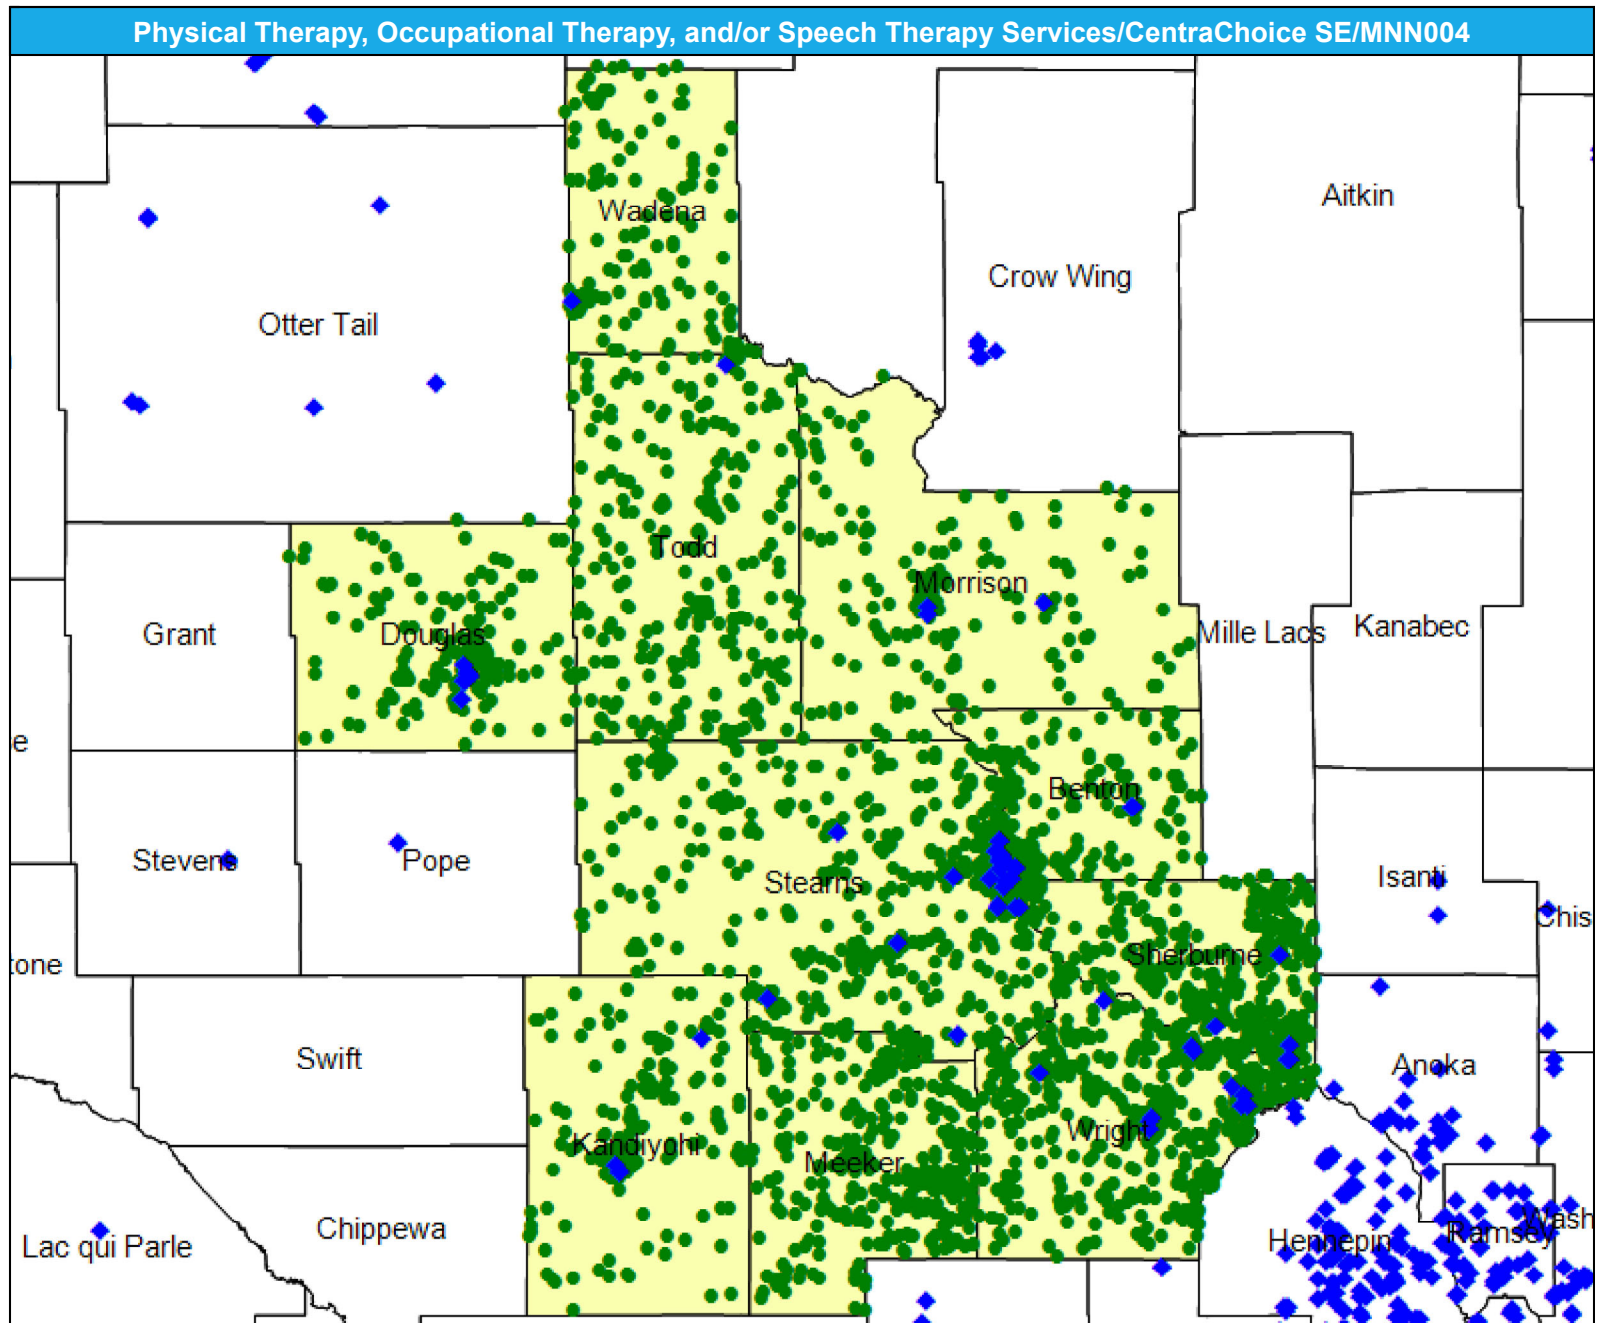 Physical Therapy, Occupational Therapy, and/or Speech Therapy Services/CentraChoice SE/MNN004
Aitkin
Wadena
Crow Wing
Otter Tail
Todd
Morrison
Grant
Douglas
Mille Lacs
Kanabec
e
Benton
Stevens
Pope
Stearns
Isanti
Chis
tone
Sherburne
Swift
Anoka
Kandiyohi
Meeker
Wright
Lac qui Parle
Chippewa
Hennepin
Ramsey
Wash